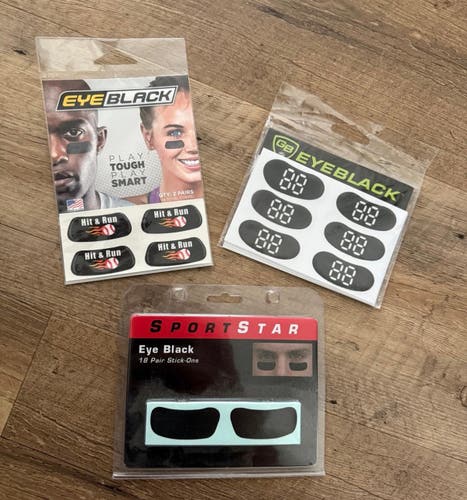 EYEBLACK
PLAY
TOUGH
PLAY
SMART
QTY: 2 PAIRS
Hit & Run
Hit & Run
Hit & Run
Hit & Run
GB EYEBLACK
88
88
88
88
88
88
SPORTSTAR
Eye Black
18 Pair Stick-Ons